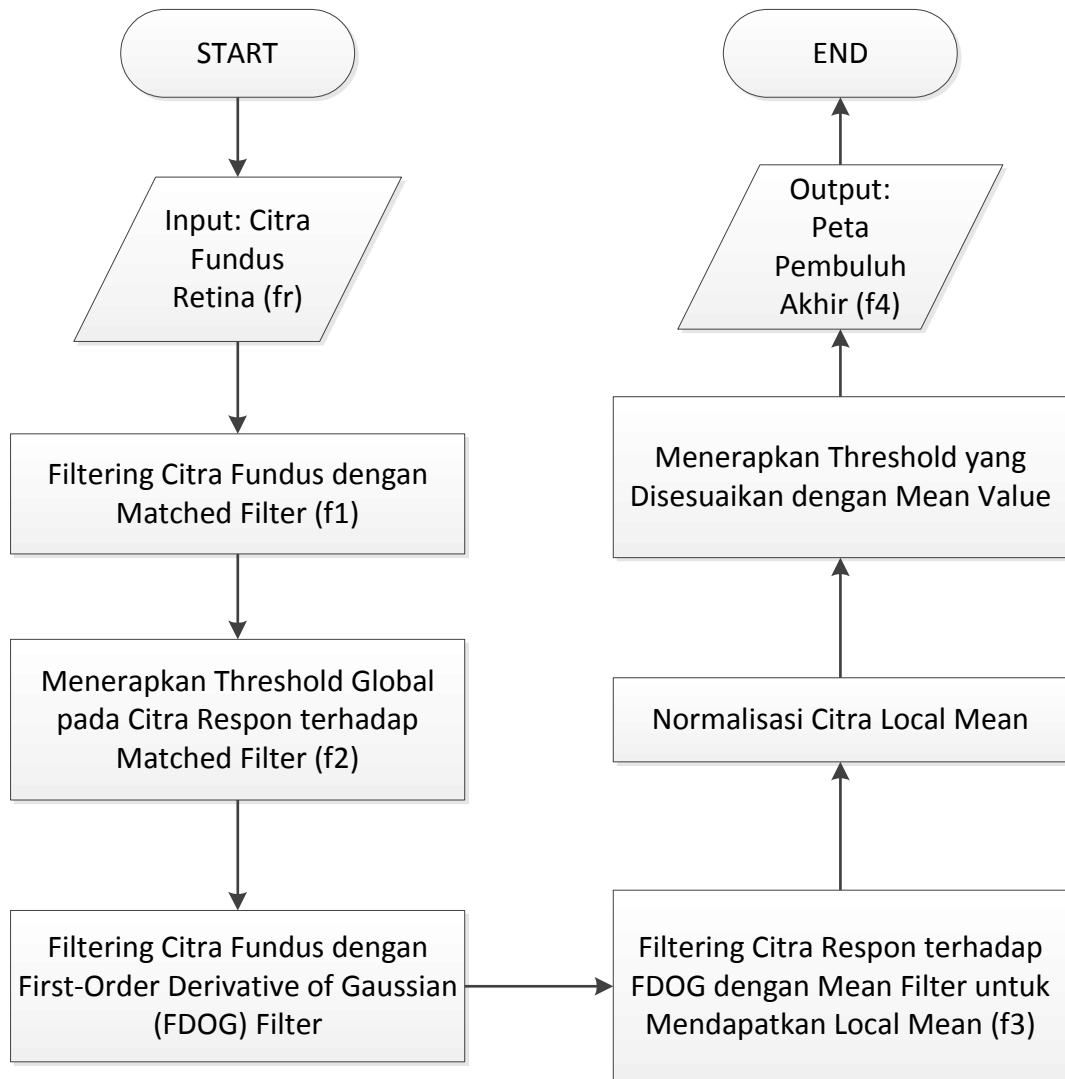 START
Input: Citra
Fundus
Retina (fr)
Filtering Citra Fundus dengan
Matched Filter (f1)
Menerapkan Threshold Global
pada Citra Respon terhadap
Matched Filter (f2)
Filtering Citra Fundus dengan
First-Order Derivative of Gaussian
(FDOG) Filter
Filtering Citra Respon terhadap
FDOG dengan Mean Filter untuk
Mendapatkan Local Mean (f3)
Normalisasi Citra Local Mean
Menerapkan Threshold yang
Disesuaikan dengan Mean Value
Output:
Peta
Pembuluh
Akhir (f4)
END